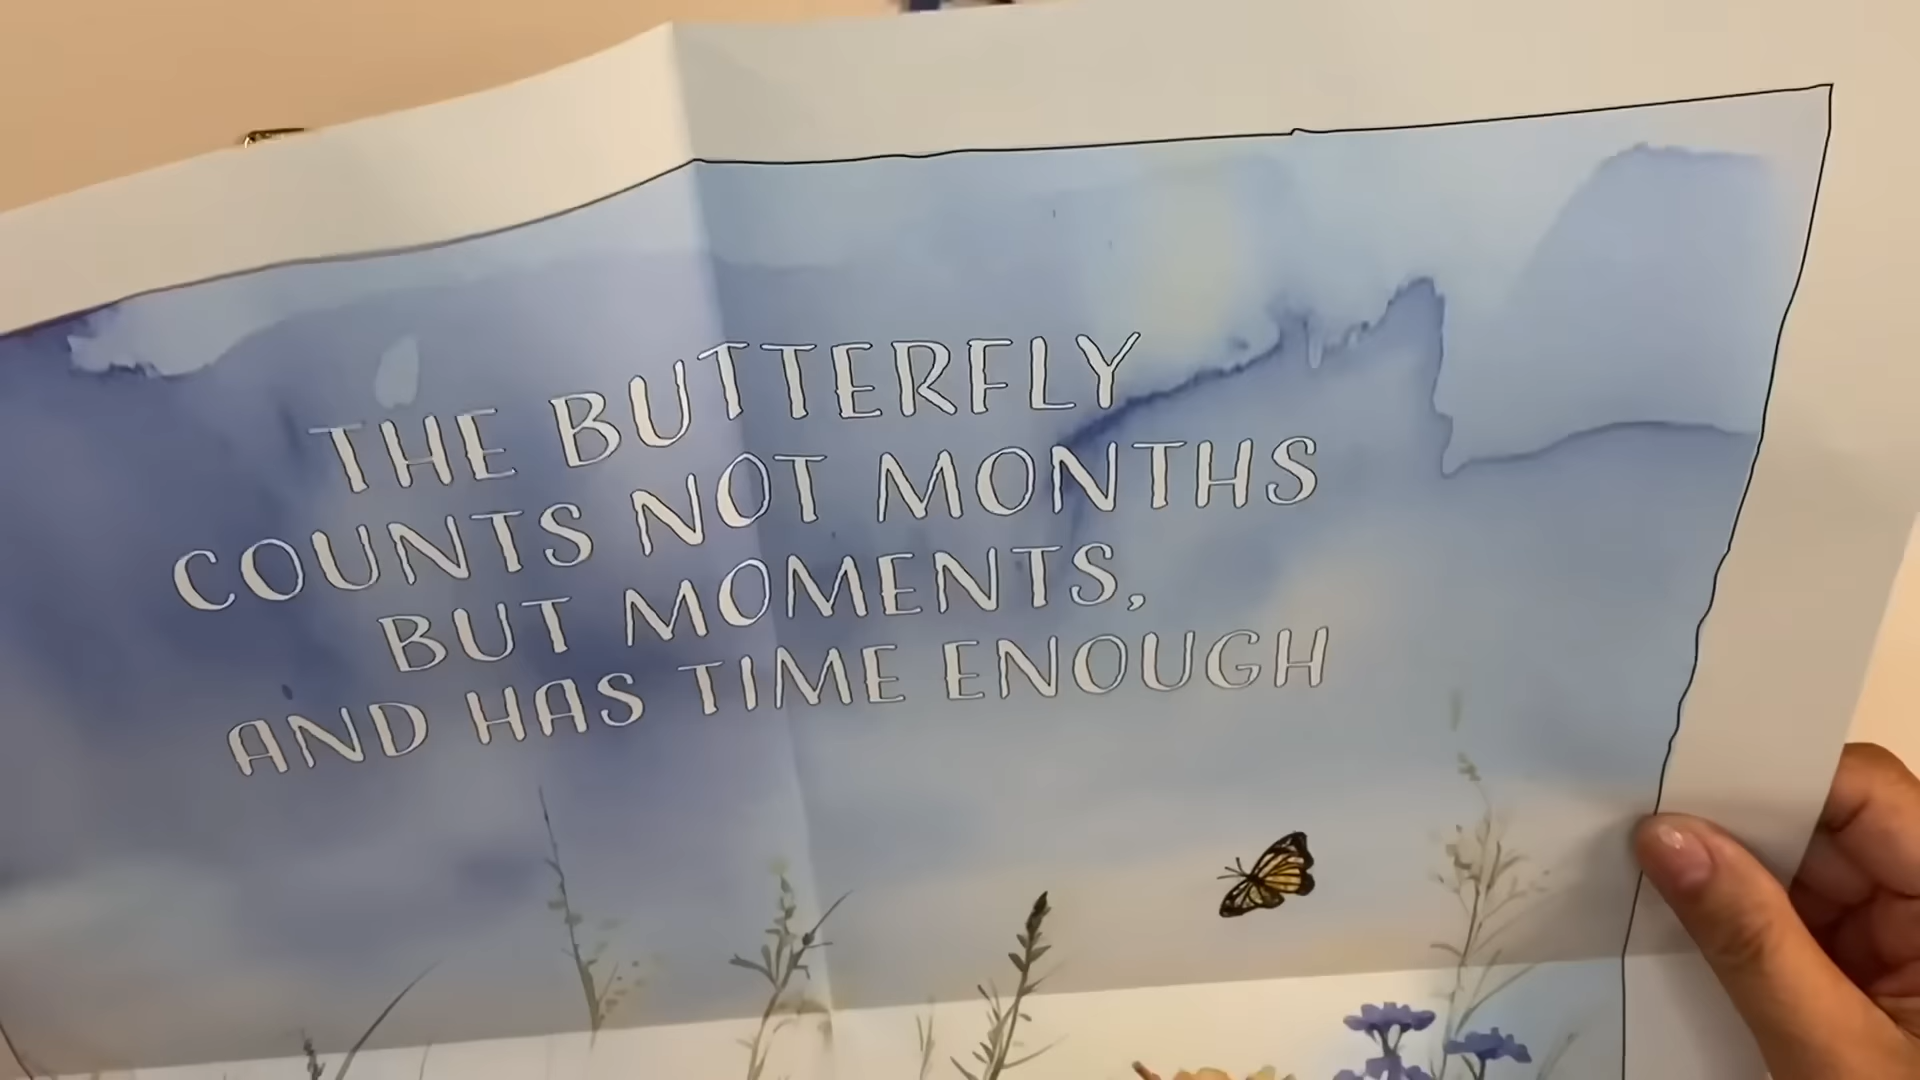 THE BUTTERFLY
COUNTS NOT MONTHS
BUT MOMENTS,
AND HAS TIME ENOUGH